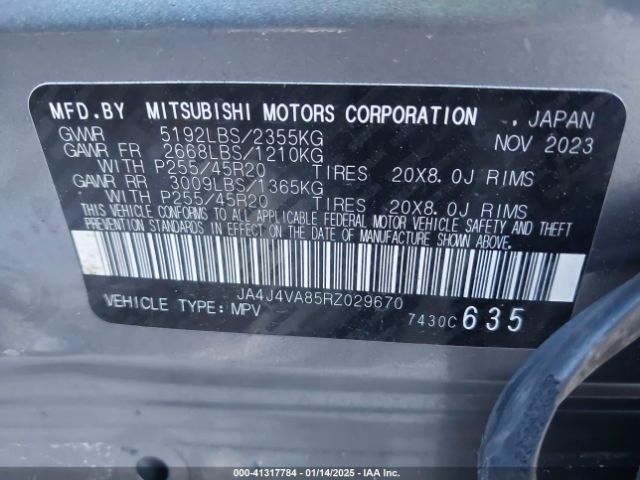 MFD.BY MITSUBISHI MOTORS CORPORATION ., JAPAN
GVWR 5192LBS/2355KG NOV 2023
GAWR FR 2668LBS/1210KG
WITH P255/45R20 TIRES 20X8.0J RIMS
GAWR RR 3009LBS/1365KG
WITH P255/45R20 TIRES 20X8.0J RIMS
THIS VEHICLE CONFORMS TO ALL APPLICABLE FEDERAL MOTOR VEHICLE SAFETY AND THEFT
PREVENTION STANDARDS IN EFFECT ON THE DATE OF MANUFACTURE SHOWN ABOVE.
JA4J4VA85RZ029670
VEHICLE TYPE: MPV 7430C 635
000-41317784 - 01/14/2025 - IAAI.CA